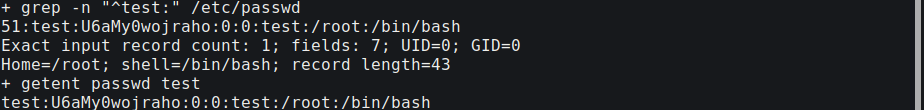 + grep -n "^test:" /etc/passwd
51:test:U6aMy0wojraho:0:0:test:/root:/bin/bash
Exact input record count: 1; fields: 7; UID=0; GID=0
Home=/root; shell=/bin/bash; record length=43
+ getent passwd test
test:U6aMy0wojraho:0:0:test:/root:/bin/bash